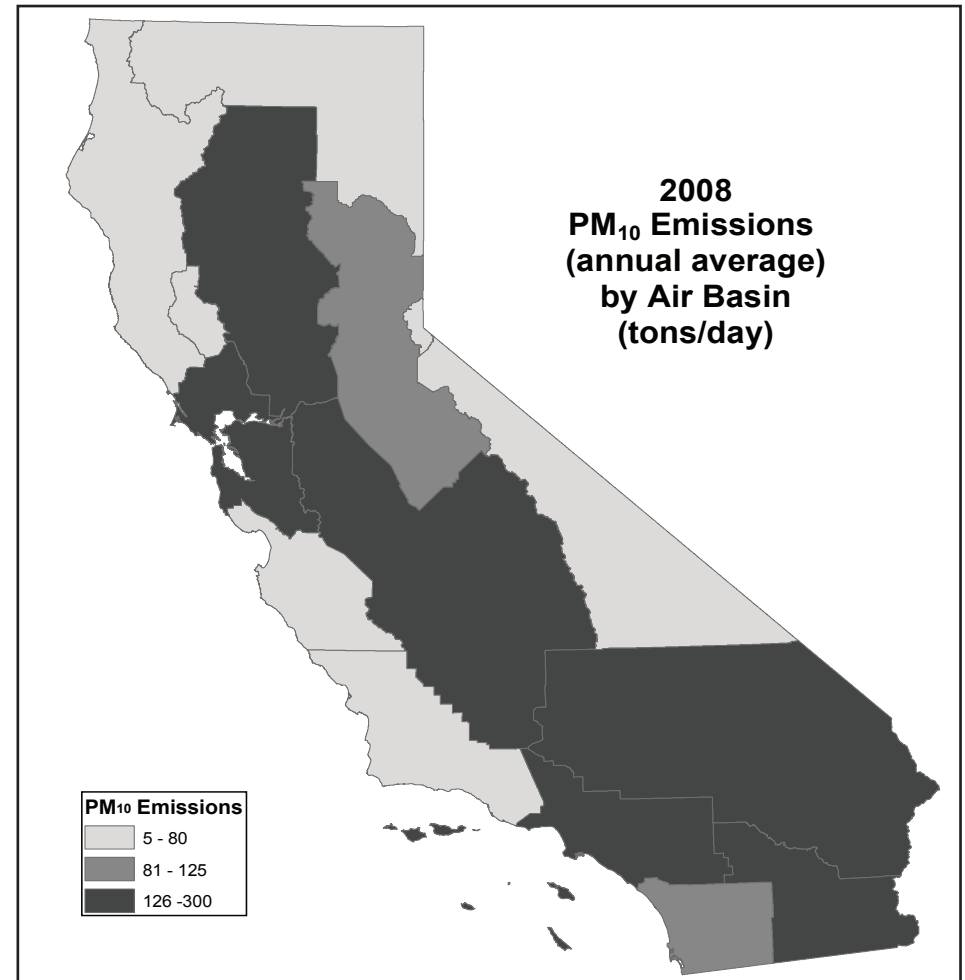 2008
PM₁₀ Emissions
(annual average)
by Air Basin
(tons/day)
PM₁₀ Emissions
5 - 80
81 - 125
126 -300